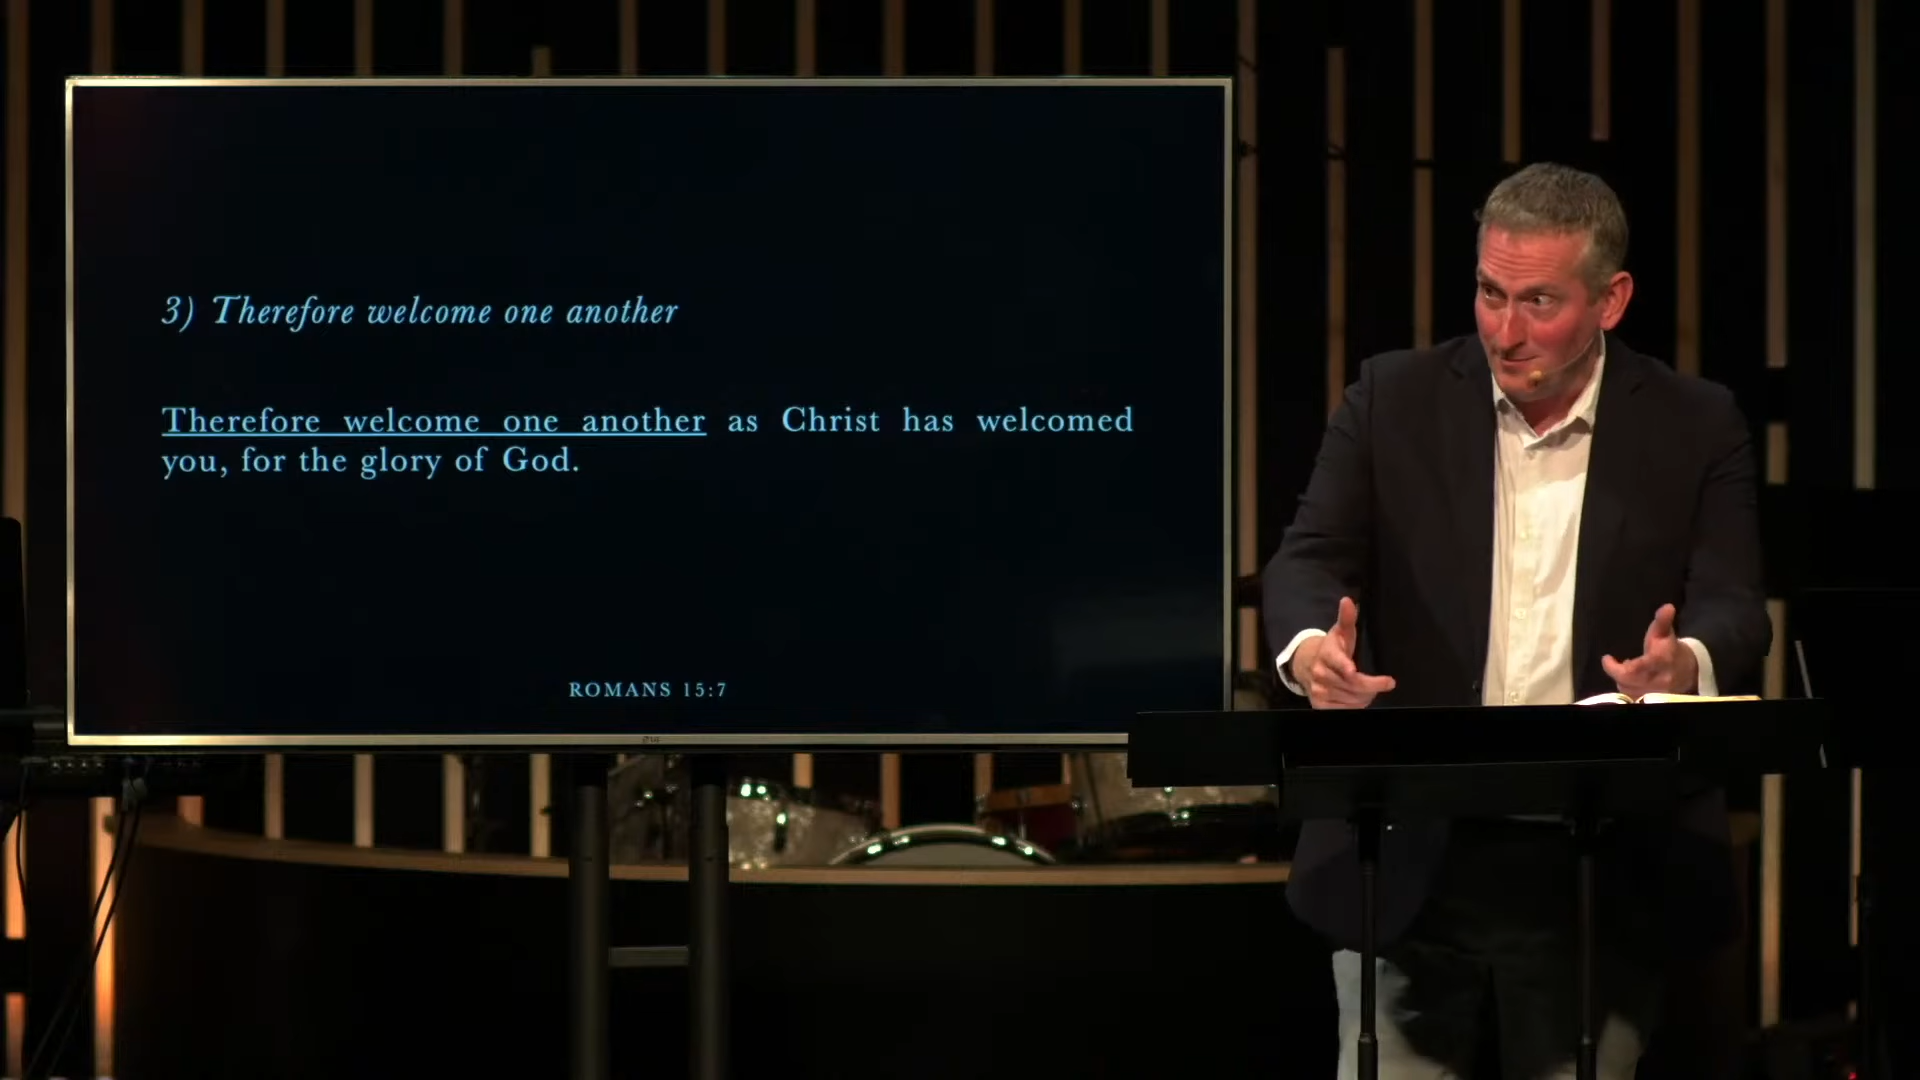 3) Therefore welcome one another
Therefore welcome one another as Christ has welcomed
you, for the glory of God.
ROMANS 15:7